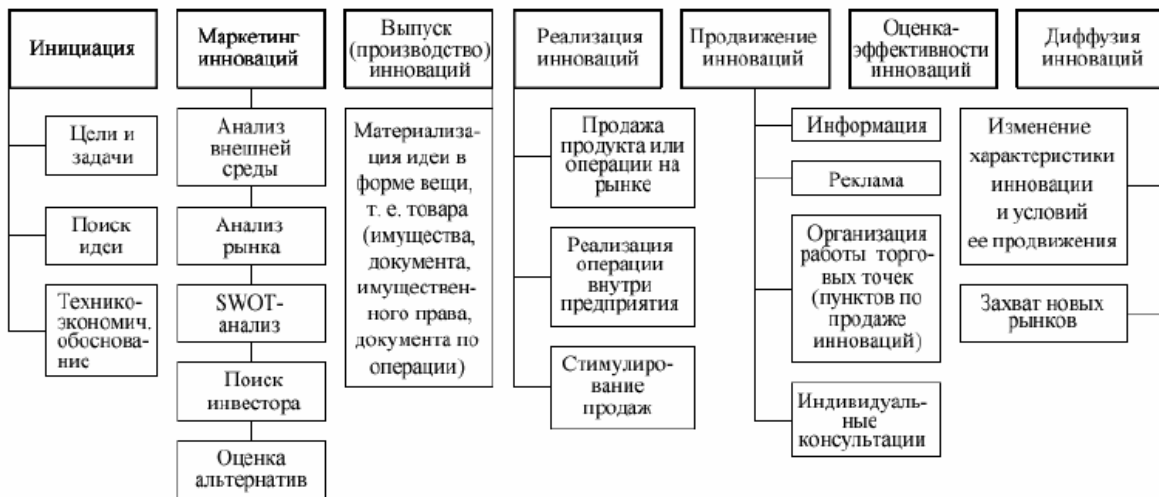 Инициация
Цели и
задачи
Поиск
идеи
Технико-
экономич.
обоснова-
ние
Маркетинг
инноваций
Анализ
внешней
среды
Анализ
рынка
SWOT-
анализ
Поиск
инвестора
Оценка
альтернатив
Выпуск
(производство)
инноваций
Материализа-
ция идеи в
форме вещи,
т. е. товара
(имущества,
документа,
имуществен-
ного права,
документа по
операции)
Реализация
инноваций
Продажа
продукта или
операции на
рынке
Реализация
операции
внутри
предприятия
Стимулиро-
вание
продаж
Продвижение
инноваций
Информация
Реклама
Организация
работы торго-
вых точек
(пунктов по
продаже
инноваций)
Индивидуаль-
ные
консультации
Оценка-
эффективности
инноваций
Диффузия
инноваций
Изменение
характеристики
инновации
и условий
ее продвижения
Захват новых
рынков